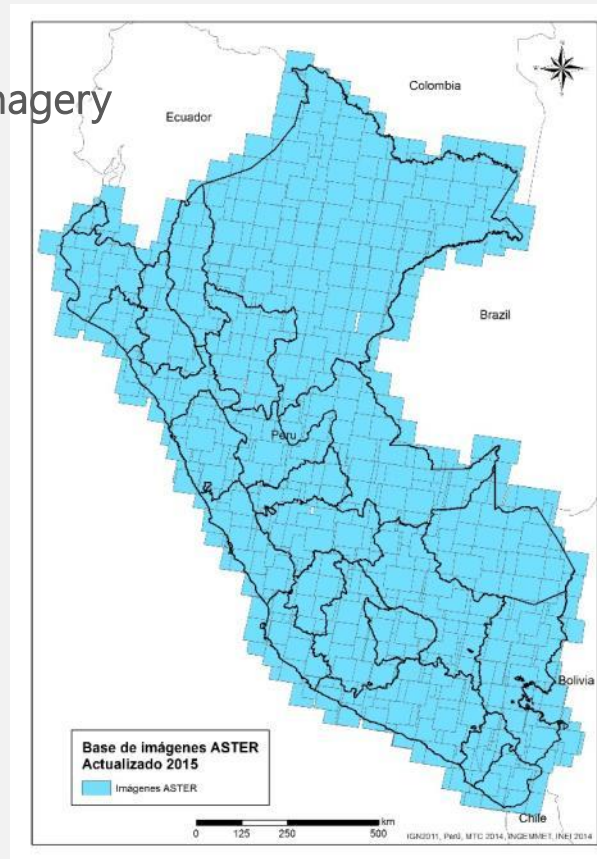 nagery
Colombia
Ecuador
Brazil
Peru
Bolivia
Base de imágenes ASTER
Actualizado 2015
Imágenes ASTER
km
0 125 250 500
Chile
IGN2011, Perú, MTC 2014, INGEMMET, INEI 2014